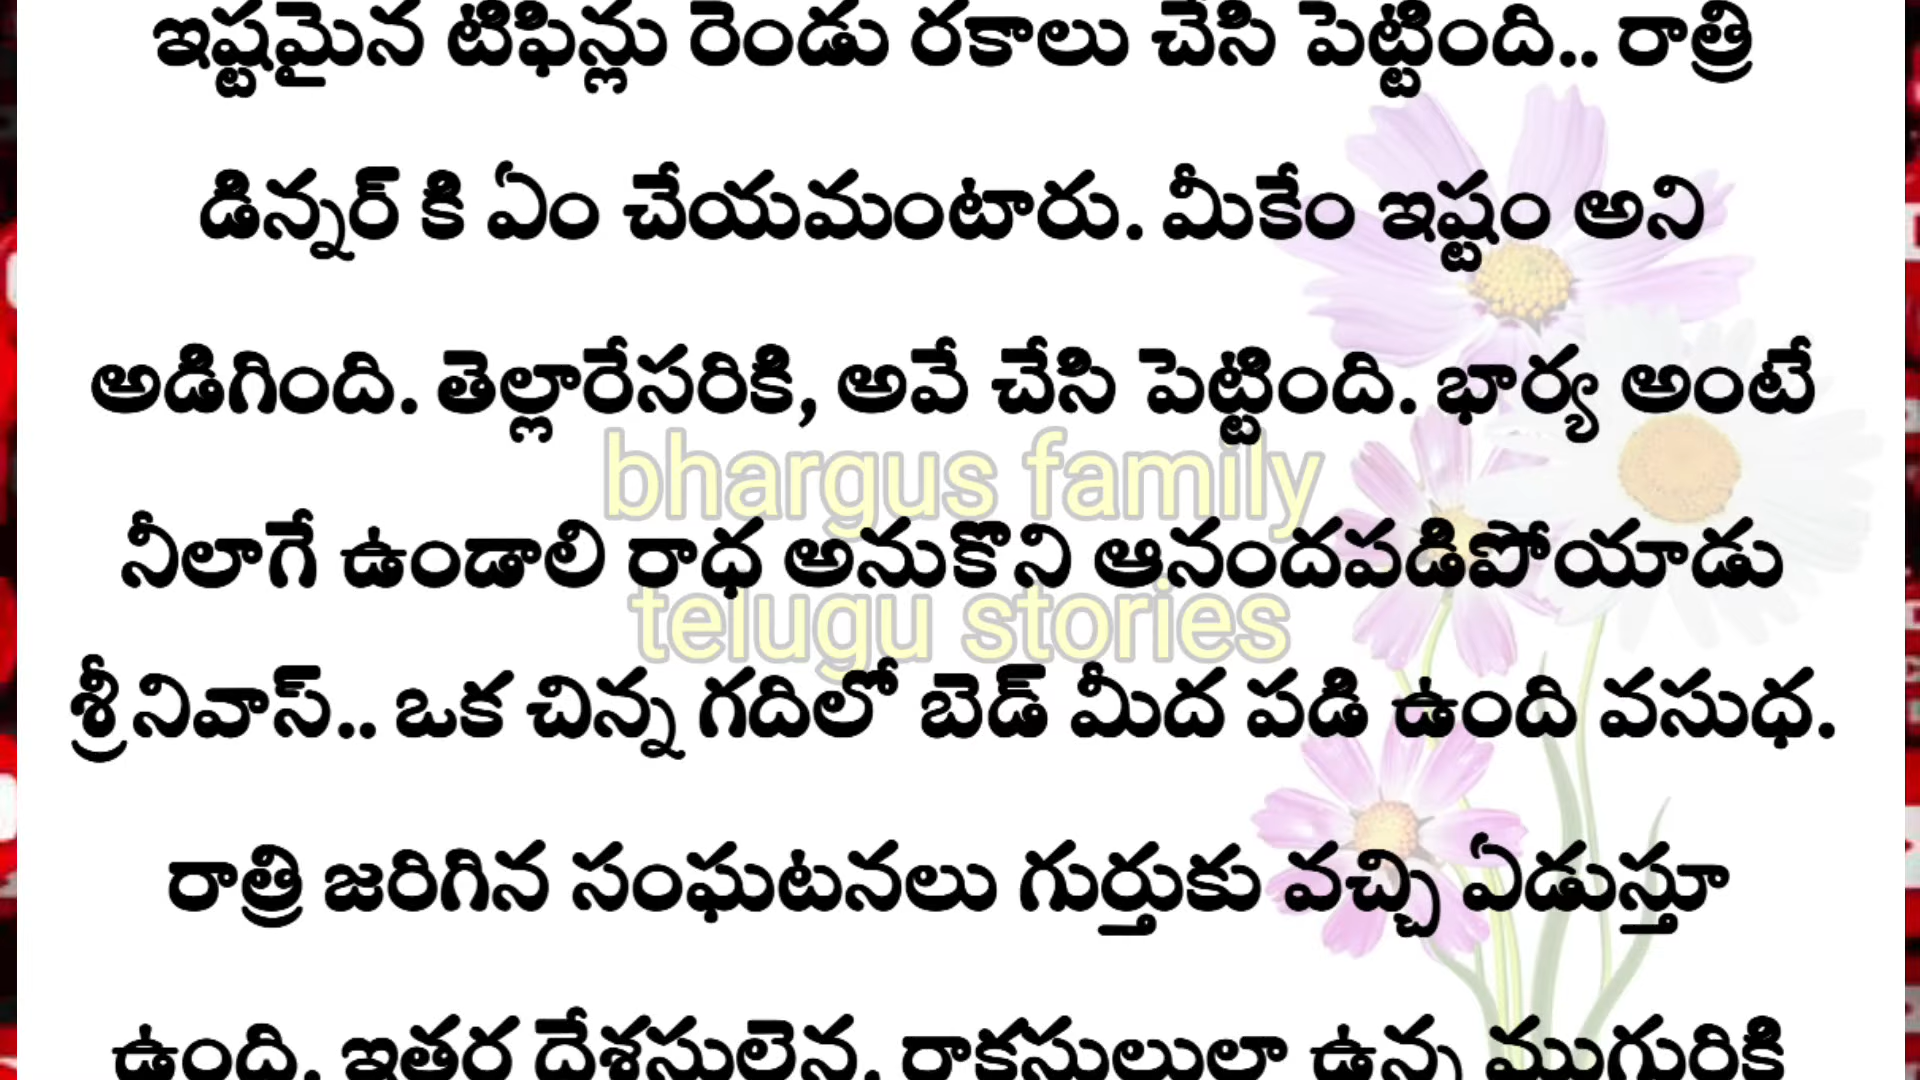 ఇష్టమైన టిఫిన్లు రెండు రకాలు చేసి పెట్టింది.. రాత్రి
డిన్నర్ కి ఏం చేయమంటారు. మీకేం ఇష్టం అని
అడిగింది. తెల్లారేసరికి, అవే చేసి పెట్టింది. భార్య అంటే
bhargus family
నీలాగే ఉండాలి రాధ అనుకొని ఆనందపడిపోయాడు
telugu stories
శ్రీనివాస్.. ఒక చిన్న గదిలో బెడ్ మీద పడి ఉంది వసుధ.
రాత్రి జరిగిన సంఘటనలు గుర్తుకు వచ్చి ఏడుస్తూ
ఉంది. ఇతర దేశస్తులైన, రాక్షసులులా ఉన్న ముగ్గురికి